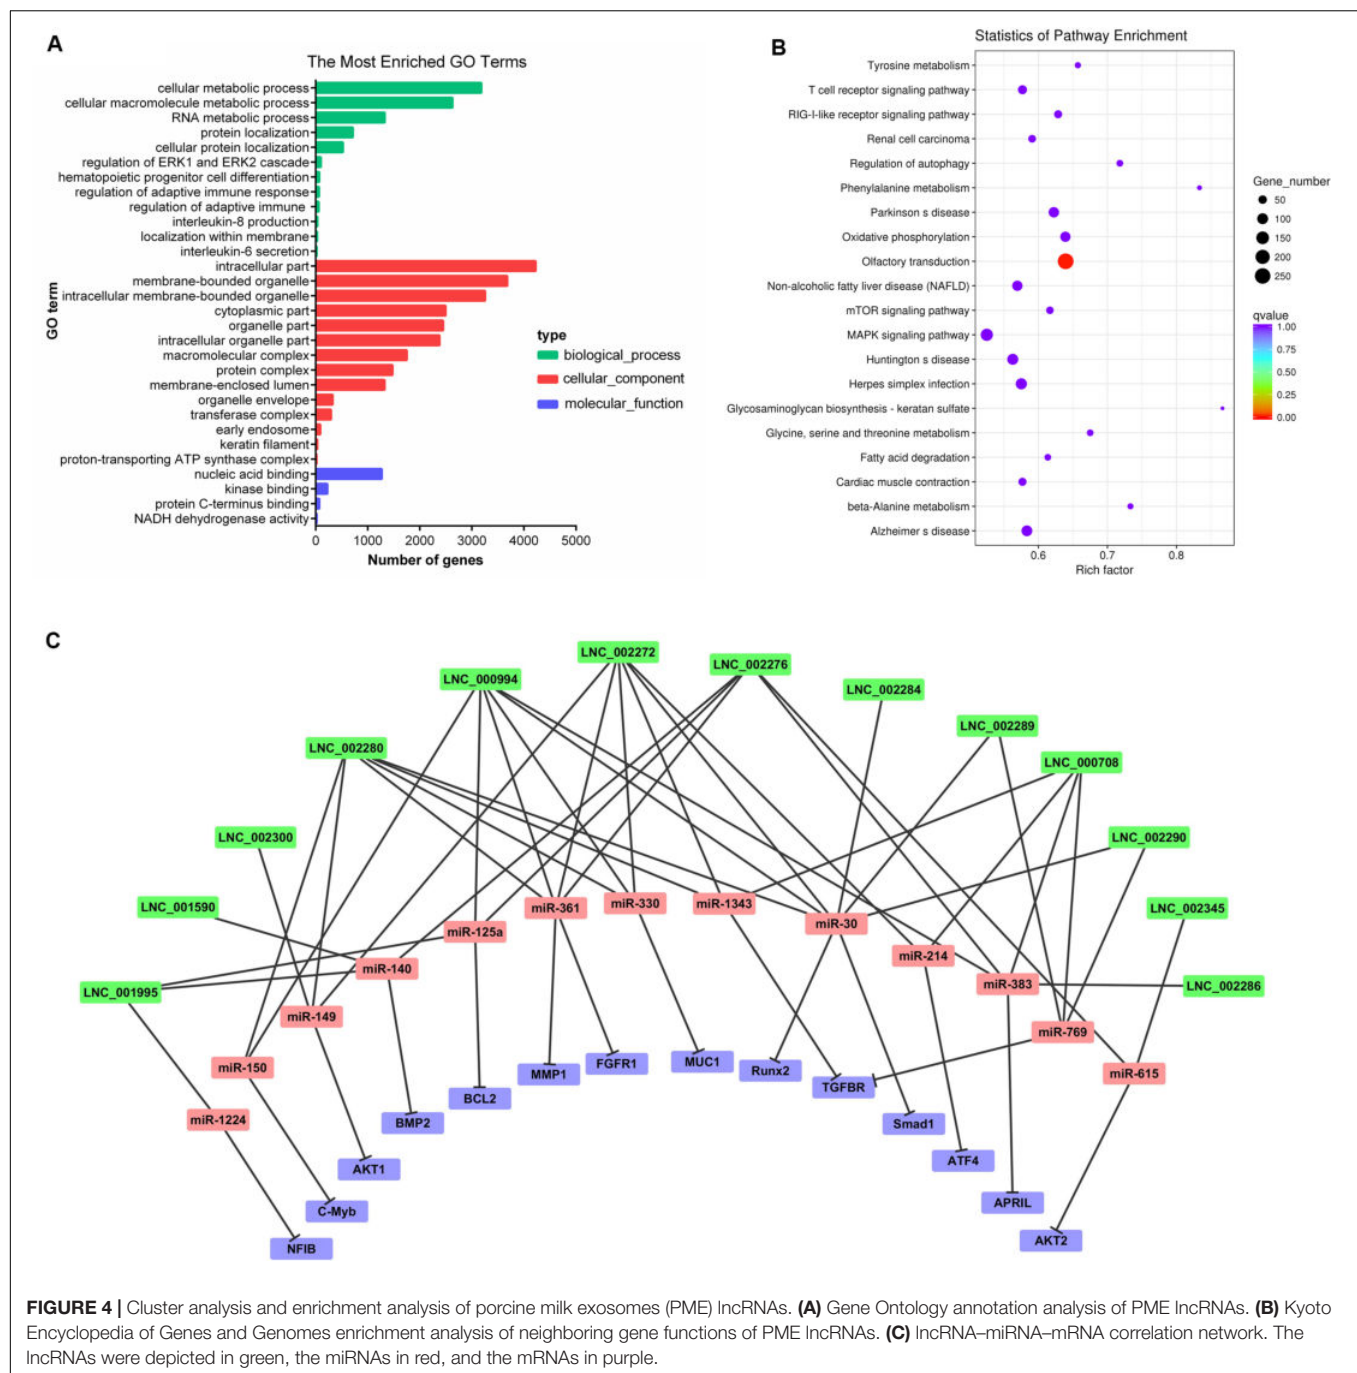 A
The Most Enriched GO Terms
cellular metabolic process
cellular macromolecule metabolic process
RNA metabolic process
protein localization
cellular protein localization
regulation of ERK1 and ERK2 cascade
hematopoietic progenitor cell differentiation
regulation of adaptive immune response
regulation of adaptive immune
interleukin-8 production
localization within membrane
interleukin-6 secretion
intracellular part
membrane-bounded organelle
intracellular membrane-bounded organelle
cytoplasmic part
organelle part
intracellular organelle part
macromolecular complex
protein complex
membrane-enclosed lumen
organelle envelope
transferase complex
early endosome
keratin filament
proton-transporting ATP synthase complex
nucleic acid binding
kinase binding
protein C-terminus binding
NADH dehydrogenase activity
GO term
0 1000 2000 3000 4000 5000
Number of genes
type
biological_process
cellular_component
molecular_function
B
Statistics of Pathway Enrichment
Tyrosine metabolism
T cell receptor signaling pathway
RIG-I-like receptor signaling pathway
Renal cell carcinoma
Regulation of autophagy
Phenylalanine metabolism
Parkinson s disease
Oxidative phosphorylation
Olfactory transduction
Non-alcoholic fatty liver disease (NAFLD)
mTOR signaling pathway
MAPK signaling pathway
Huntington s disease
Herpes simplex infection
Glycosaminoglycan biosynthesis - keratan sulfate
Glycine, serine and threonine metabolism
Fatty acid degradation
Cardiac muscle contraction
beta-Alanine metabolism
Alzheimer s disease
0.6 0.7 0.8
Rich factor
Gene_number
50
100
150
200
250
qvalue
1.00
0.75
0.50
0.25
0.00
C
LNC_002272
LNC_002276
LNC_000994
LNC_002284
LNC_002289
LNC_002280
LNC_000708
LNC_002300
LNC_002290
LNC_001590
LNC_002345
LNC_001995
LNC_002286
miR-361
miR-330
miR-1343
miR-30
miR-125a
miR-214
miR-140
miR-383
miR-149
miR-769
miR-150
miR-615
miR-1224
FGFR1
MUC1
MMP1
Runx2
TGFBR
BCL2
BMP2
Smad1
AKT1
ATF4
C-Myb
APRIL
NFIB
AKT2
FIGURE 4 | Cluster analysis and enrichment analysis of porcine milk exosomes (PME) lncRNAs. (A) Gene Ontology annotation analysis of PME lncRNAs. (B) Kyoto
Encyclopedia of Genes and Genomes enrichment analysis of neighboring gene functions of PME lncRNAs. (C) lncRNA–miRNA–mRNA correlation network. The
lncRNAs were depicted in green, the miRNAs in red, and the mRNAs in purple.